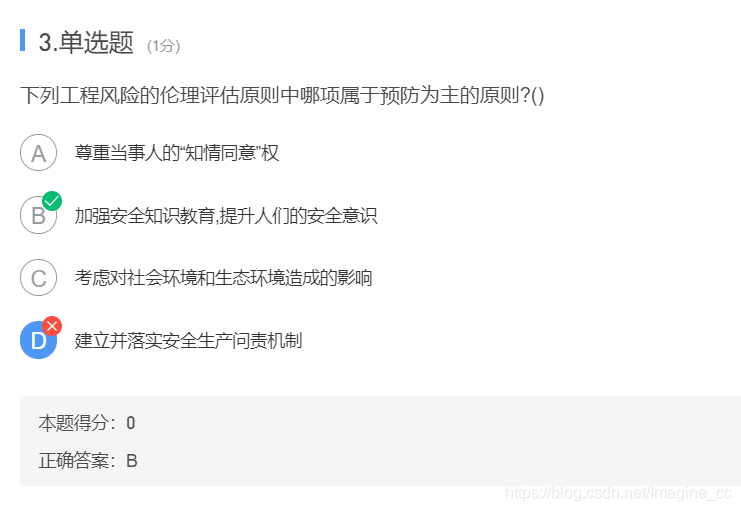 3.单选题 (1分)
下列工程风险的伦理评估原则中哪项属于预防为主的原则?()
A 尊重当事人的“知情同意”权
B 加强安全知识教育,提升人们的安全意识
C 考虑对社会环境和生态环境造成的影响
D 建立并落实安全生产问责机制
本题得分：0
正确答案：B
https://blog.csdn.net/Imagine_cc